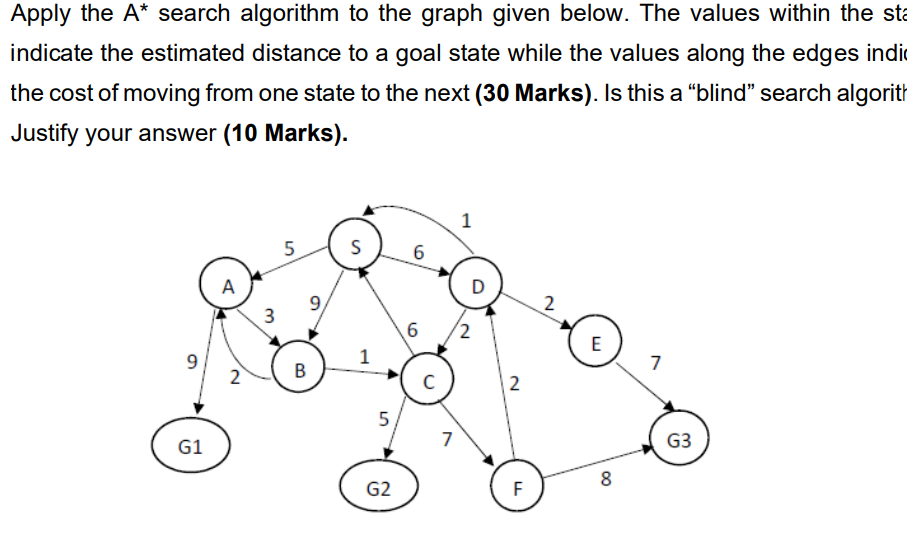 Apply the A* search algorithm to the graph given below. The values within the
indicate the estimated distance to a goal state while the values along the edges
the cost of moving from one state to the next (30 Marks). Is this a “blind” search
Justify your answer (10 Marks).
1
5
S
6
A
D
2
3
9
6
2
E
9
1
7
2
B
C
2
5
7
G1
G3
G2
F
8